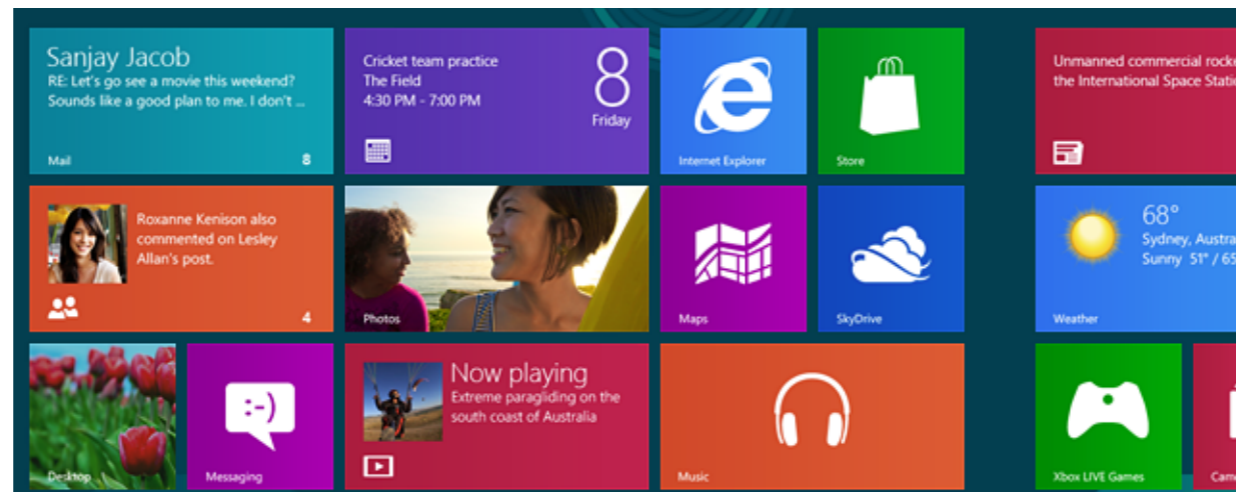 Sanjay Jacob
RE: Let's go see a movie this weekend?
Sounds like a good plan to me. I don't ...
Mail
8
Cricket team practice
The Field
4:30 PM - 7:00 PM
8
Friday
Internet Explorer
Store
Unmanned commercial
the International Space
Roxanne Kenison also
commented on Lesley
Allan's post.
4
Photos
Maps
SkyDrive
68°
Sydney,
Sunny 51° / 65
Weather
Desktop
:-)
Messaging
Now playing
Extreme paragliding on the
south coast of Australia
Music
Xbox LIVE Games